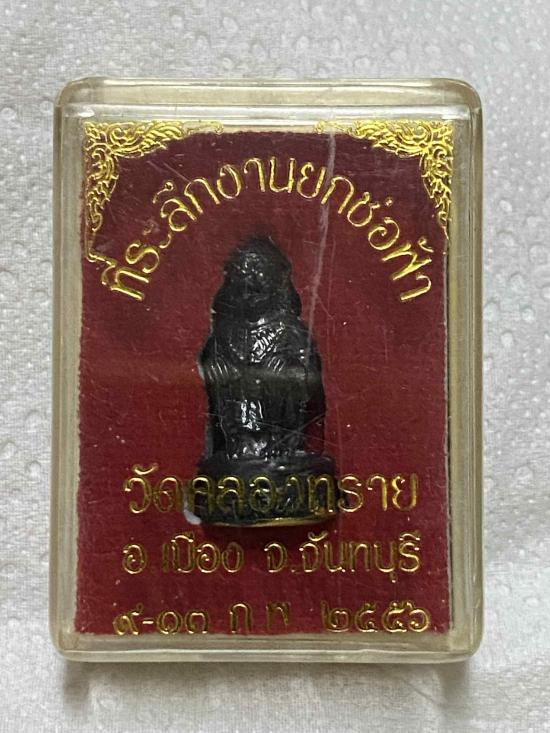 ที่ระลึกงานยกช่อฟ้า
วัดคลองทราย
อ.เมือง จ.จันทบุรี
๙-๑๓ ก.พ. ๒๕๕๖